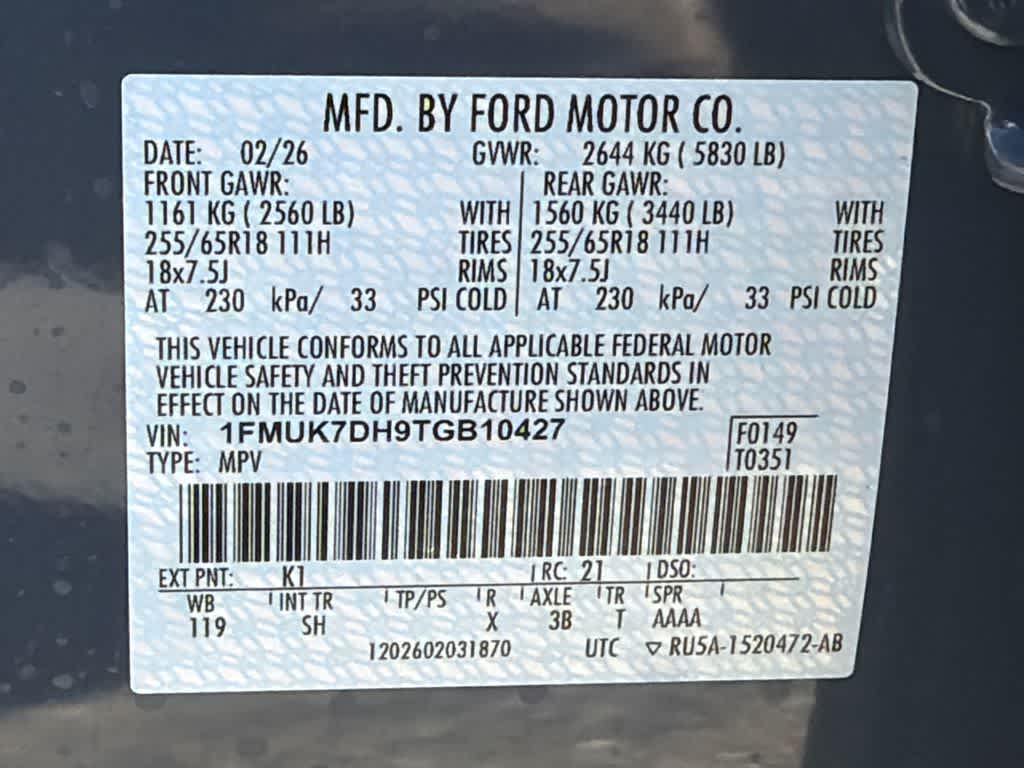 MFD. BY FORD MOTOR CO.
DATE: 02/26 GVWR: 2644 KG ( 5830 LB)
FRONT GAWR: REAR GAWR:
1161 KG ( 2560 LB) WITH 1560 KG ( 3440 LB) WITH
255/65R18 111H TIRES 255/65R18 111H TIRES
18x7.5J RIMS 18x7.5J RIMS
AT 230 kPa/ 33 PSI COLD AT 230 kPa/ 33 PSI COLD
THIS VEHICLE CONFORMS TO ALL APPLICABLE FEDERAL MOTOR
VEHICLE SAFETY AND THEFT PREVENTION STANDARDS IN
EFFECT ON THE DATE OF MANUFACTURE SHOWN ABOVE.
VIN: 1FMUK7DH9TGB10427 F0149
TYPE: MPV T0351
EXT PNT: K1 RC: 21 DSO:
WB INT TR TP/PS R AXLE TR SPR
119 SH X 3B T AAAA
1202602031870 UTC ▽ RU5A-1520472-AB